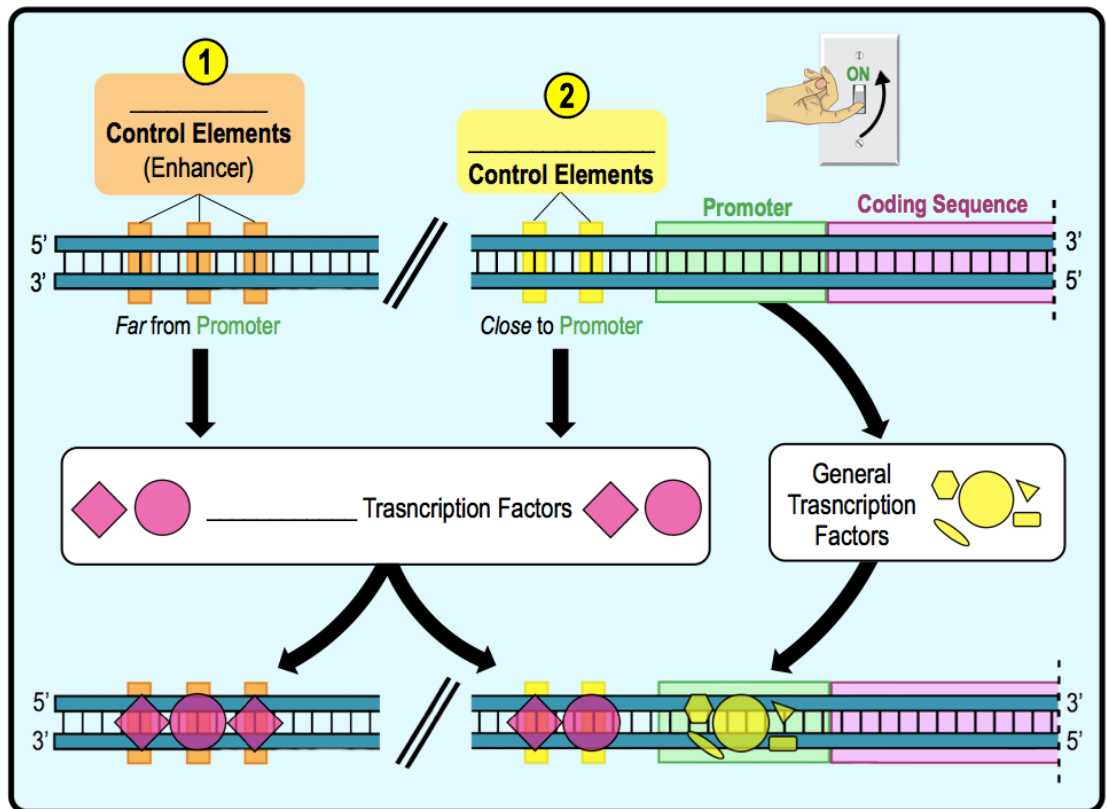 1
__________
Control Elements
(Enhancer)
2
______________
Control Elements
ON
Promoter
Coding Sequence
5’
3’
3’
5’
Far from Promoter
Close to Promoter
___________ Trasncription Factors
General
Trasncription
Factors
5’
3’
3’
5’